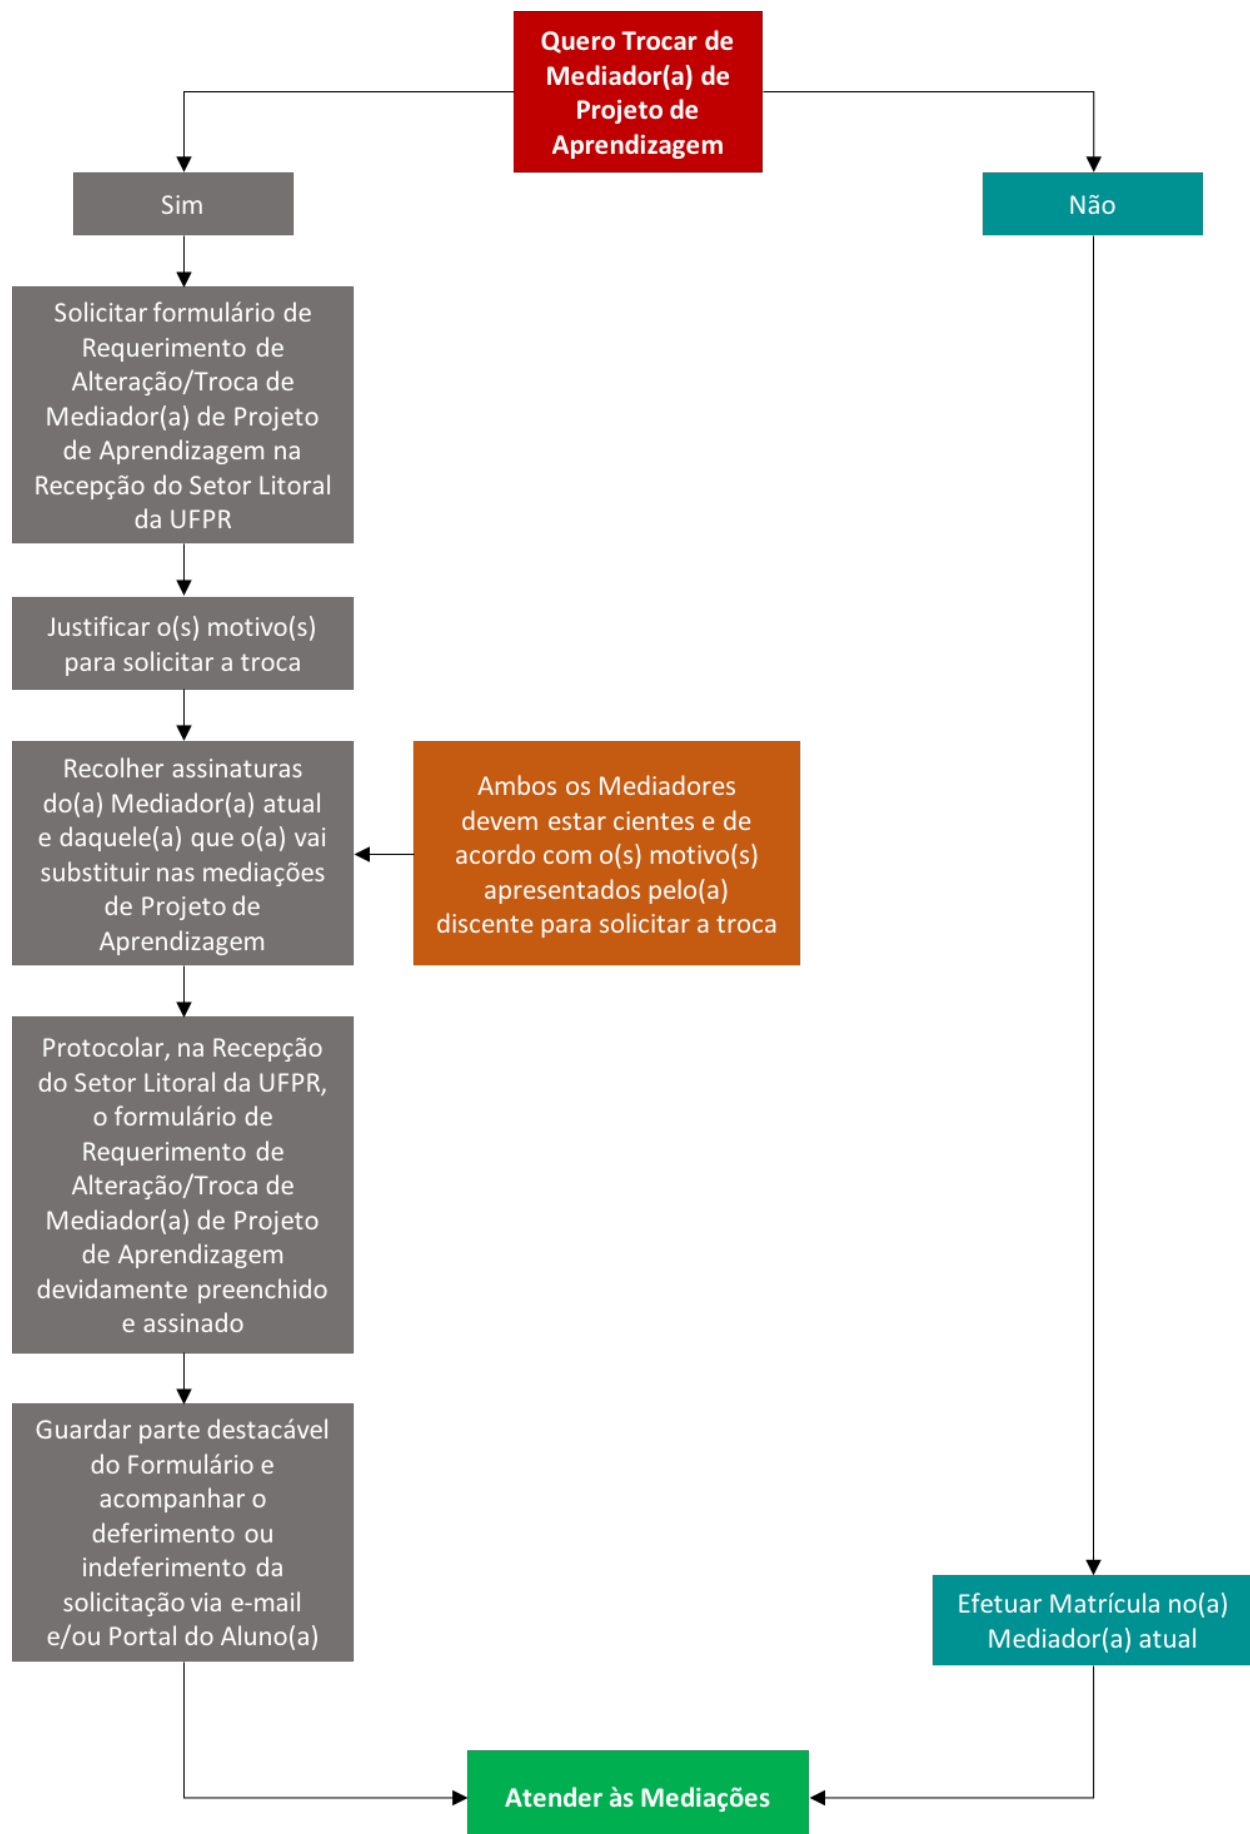 Quero Trocar de
Mediador(a) de
Projeto de
Aprendizagem
Sim
Não
Solicitar formulário de
Requerimento de
Alteração/Troca de
Mediador(a) de Projeto
de Aprendizagem na
Recepção do Setor Litoral
da UFPR
Justificar o(s) motivo(s)
para solicitar a troca
Recolher assinaturas
do(a) Mediador(a) atual
e daquele(a) que o(a) vai
substituir nas mediações
de Projeto de
Aprendizagem
Ambos os Mediadores
devem estar cientes e de
acordo com o(s) motivo(s)
apresentados pelo(a)
discente para solicitar a troca
Protocolar, na Recepção
do Setor Litoral da UFPR,
o formulário de
Requerimento de
Alteração/Troca de
Mediador(a) de Projeto
de Aprendizagem
devidamente preenchido
e assinado
Guardar parte destacável
do Formulário e
acompanhar o
deferimento ou
indeferimento da
solicitação via e-mail
e/ou Portal do Aluno(a)
Efetuar Matrícula no(a)
Mediador(a) atual
Atender às Mediações